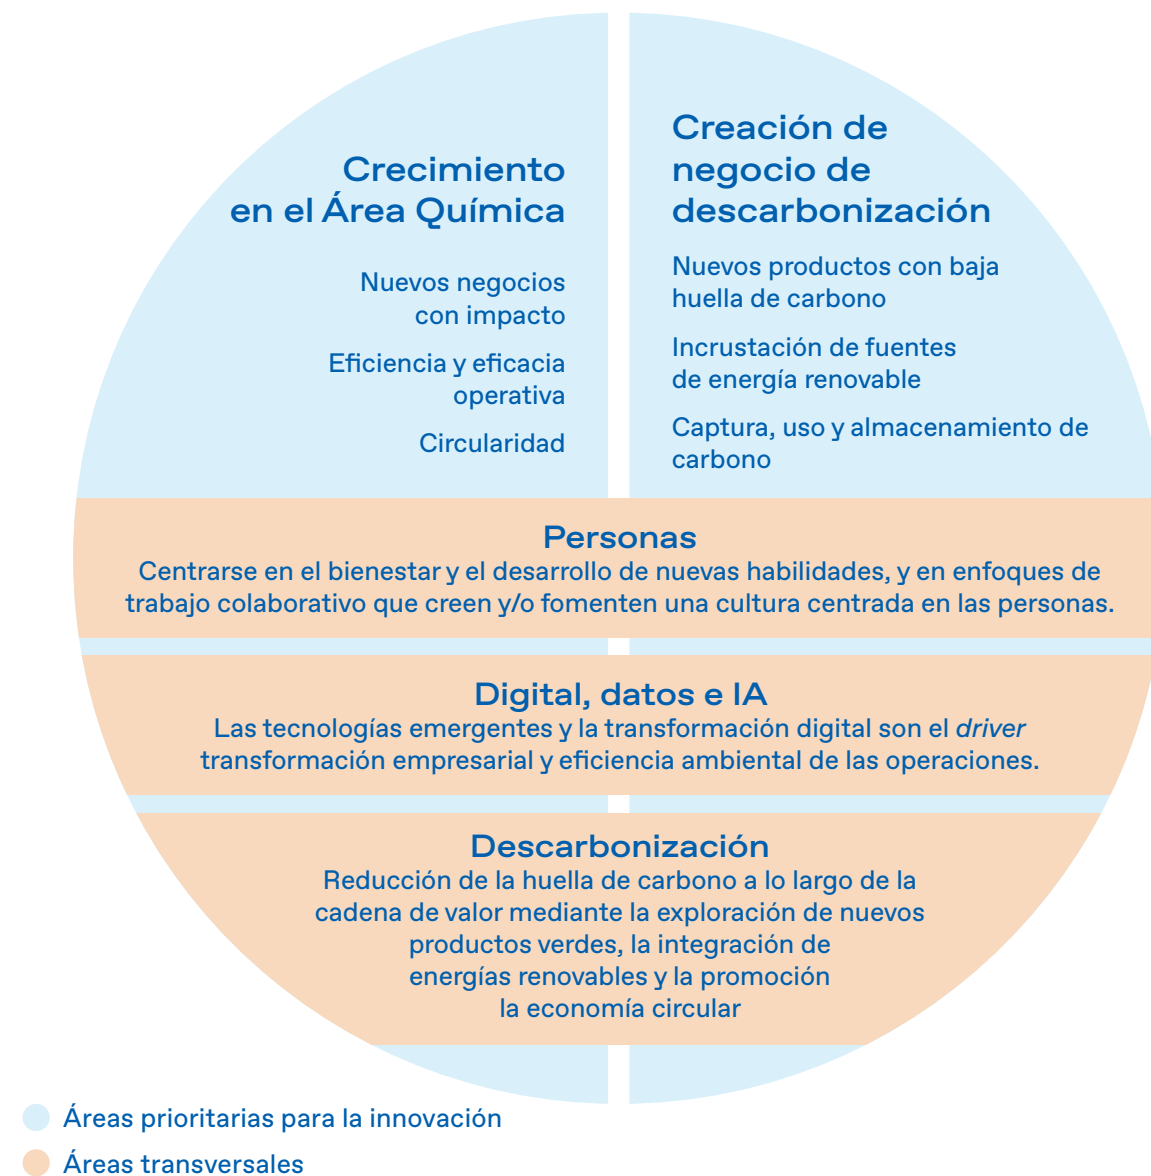 Crecimiento
en el Área Química
Nuevos negocios
con impacto
Eficiencia y eficacia
operativa
Circularidad
Creación de
negocio de
descarbonización
Nuevos productos con baja
huella de carbono
Incrustación de fuentes
de energía renovable
Captura, uso y almacenamiento de
carbono
Personas
Centrarse en el bienestar y el desarrollo de nuevas habilidades, y en enfoques de
trabajo colaborativo que creen y/o fomenten una cultura centrada en las personas.
Digital, datos e IA
Las tecnologías emergentes y la transformación digital son el driver
transformación empresarial y eficiencia ambiental de las operaciones.
Descarbonización
Reducción de la huella de carbono a lo largo de la
cadena de valor mediante la exploración de nuevos
productos verdes, la integración de
energías renovables y la promoción
la economía circular
Áreas prioritarias para la innovación
Áreas transversales